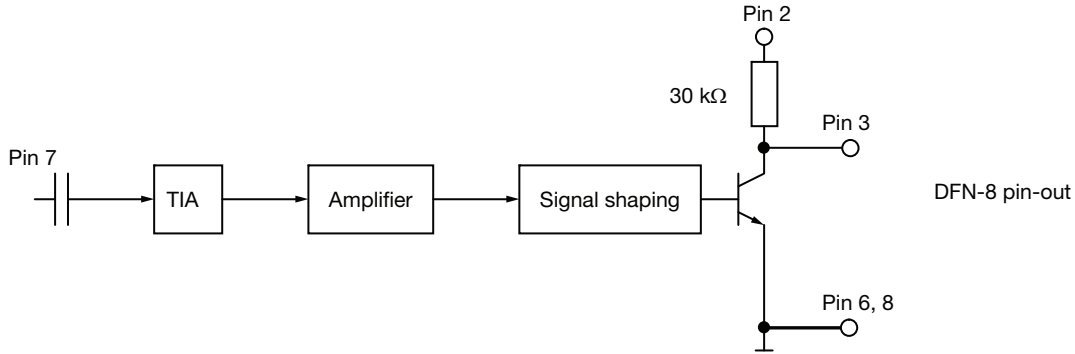 Pin 2
30 kΩ
Pin 3
Pin 7
TIA
Amplifier
Signal shaping
DFN-8 pin-out
Pin 6, 8